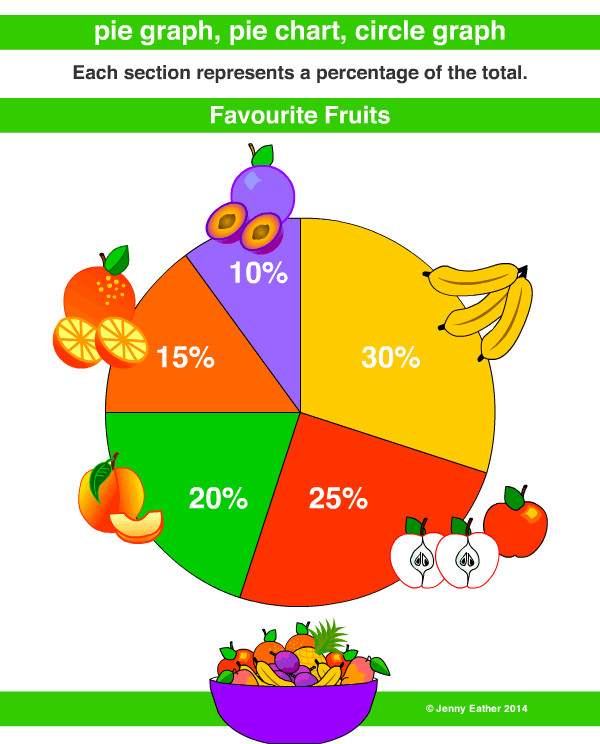 pie graph, pie chart, circle graph
Each section represents a percentage of the total.
Favourite Fruits
10%
15%
30%
20%
25%
© Jenny Eather 2014